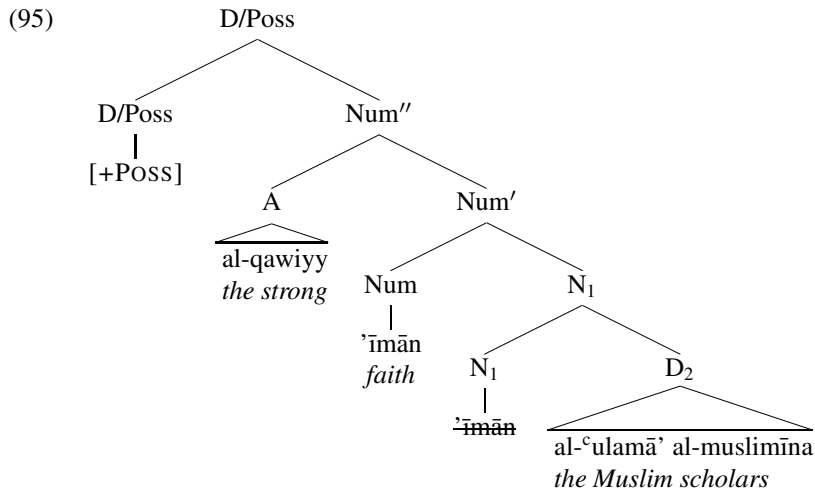 (95) D/Poss
D/Poss Num′′
[+POSS]
A Num′
al-qawiyy
the strong
Num N₁
’īmān
faith
N₁ D₂
’īmān
al-ᶜulamā’ al-muslimīna
the Muslim scholars